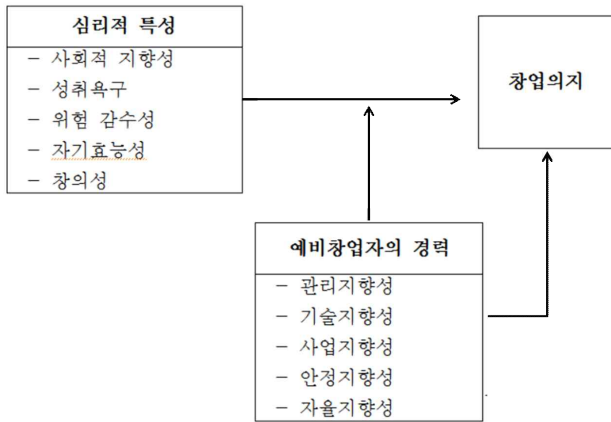 심리적 특성
- 사회적 지향성
- 성취욕구
- 위험 감수성
- 자기효능성
- 창의성
창업의지
예비창업자의 경력
- 관리지향성
- 기술지향성
- 사업지향성
- 안정지향성
- 자율지향성